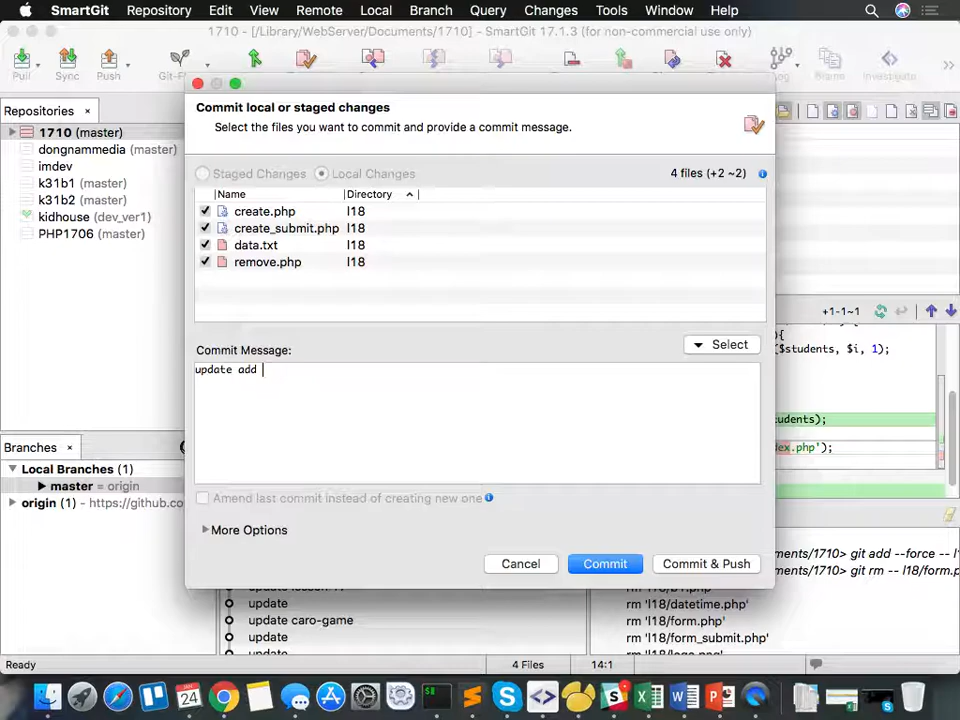 SmartGit Repository Edit View Remote Local Branch Query Changes Tools Window Help
1710 - [/Library/WebServer/Documents/1710] - SmartGit 17.1.3 (for non-commercial use only)
Pull Sync Push Git-Fl
Investigate
Repositories
1710 (master)
dongnammedia (master)
imdev
k31b1 (master)
k31b2 (master)
kidhouse (dev_ver1)
PHP1706 (master)
Commit local or staged changes
Select the files you want to commit and provide a commit message.
Staged Changes Local Changes 4 files (+2 ~2)
Name Directory
create.php l18
create_submit.php l18
data.txt l18
remove.php l18
Select
Commit Message:
update add
Amend last commit instead of creating new one
More Options
Cancel Commit Commit & Push
+1-1~1
){
($students, $i, 1);
udents);
dex.php');
Branches
Local Branches (1)
master = origin
origin (1) - https://github.co
ments/1710> git add --force -- l
ments/1710> git rm -- l18/form.p
rm 'l18/datetime.php'
rm 'l18/form.php'
rm 'l18/form_submit.php'
update
update caro-game
update
Ready 4 Files 14:1
24